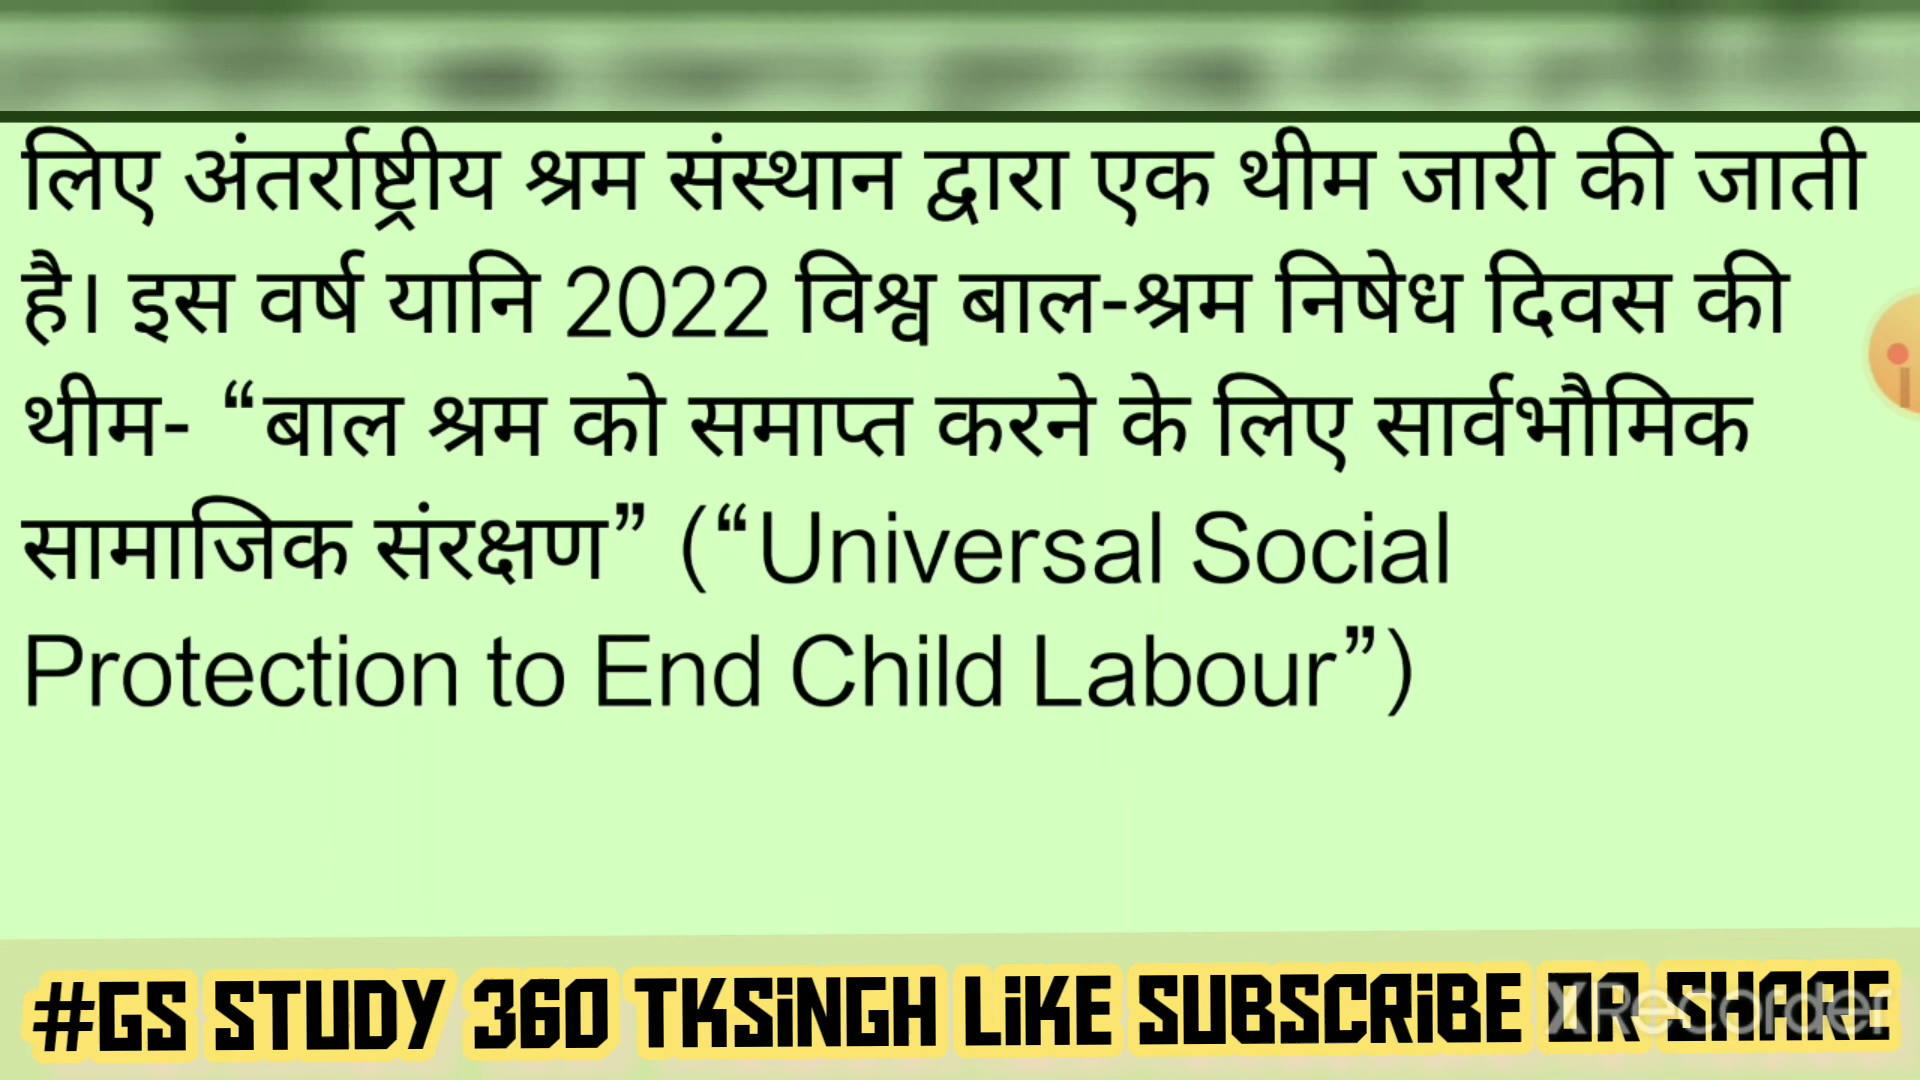 लिए अंतर्राष्ट्रीय श्रम संस्थान द्वारा एक थीम जारी की जाती
है। इस वर्ष यानि 2022 विश्व बाल-श्रम निषेध दिवस की
थीम- “बाल श्रम को समाप्त करने के लिए सार्वभौमिक
सामाजिक संरक्षण” (“Universal Social
Protection to End Child Labour”)
#GS STUDY 360 TKSiNGH LiKE SUBSCRiBE OR SHARE
XRecorder